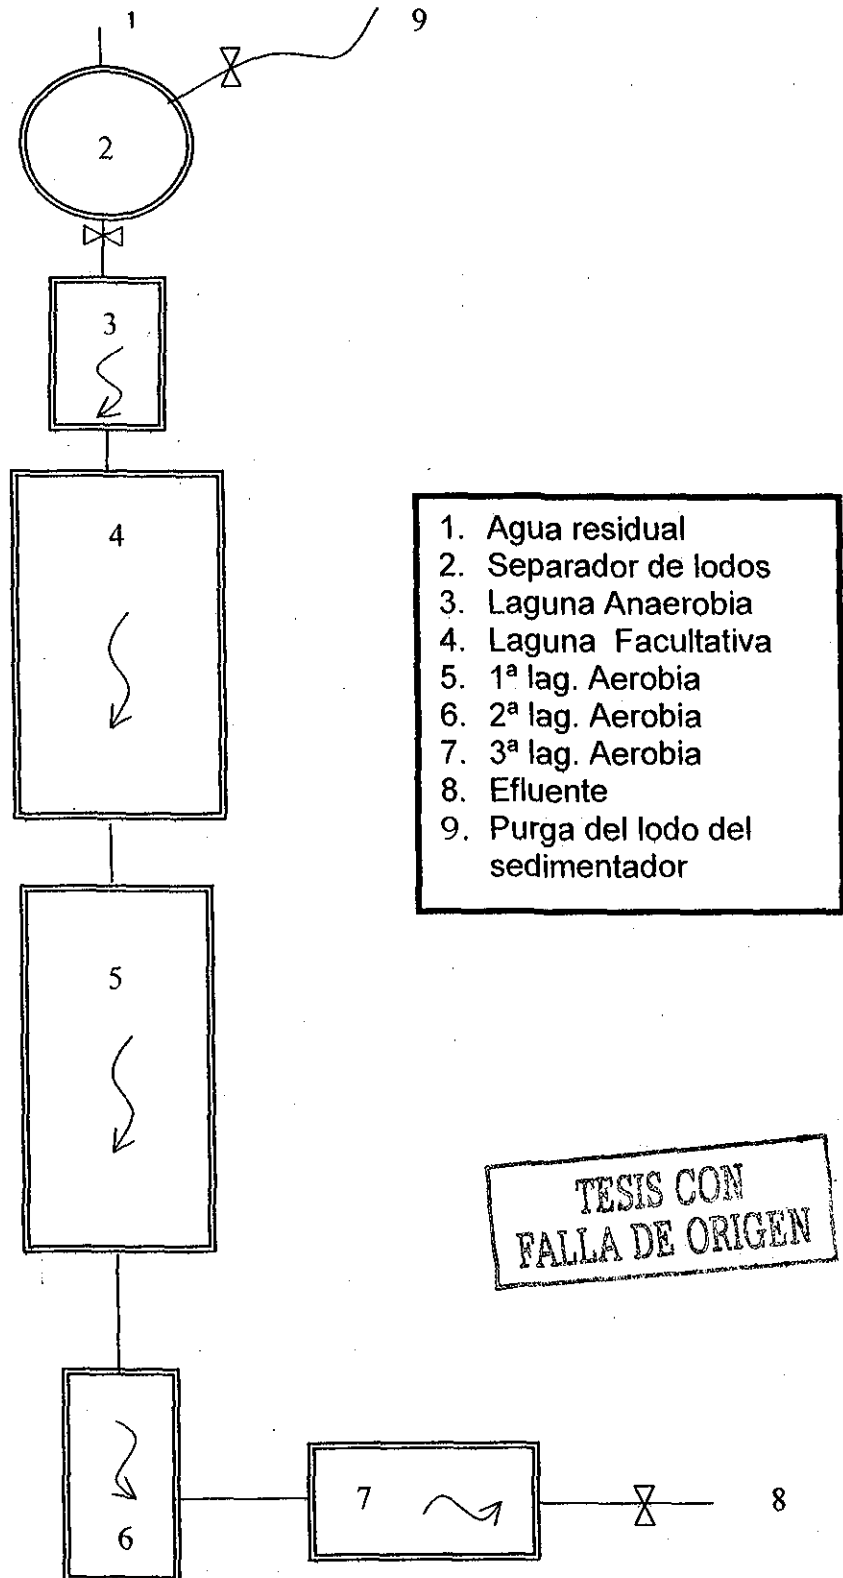 1
9
2
3
4
1. Agua residual
2. Separador de lodos
3. Laguna Anaerobia
4. Laguna Facultativa
5. 1ª lag. Aerobia
6. 2ª lag. Aerobia
7. 3ª lag. Aerobia
8. Efluente
9. Purga del lodo del
sedimentador
5
TESIS CON
FALLA DE ORIGEN
7
8
6